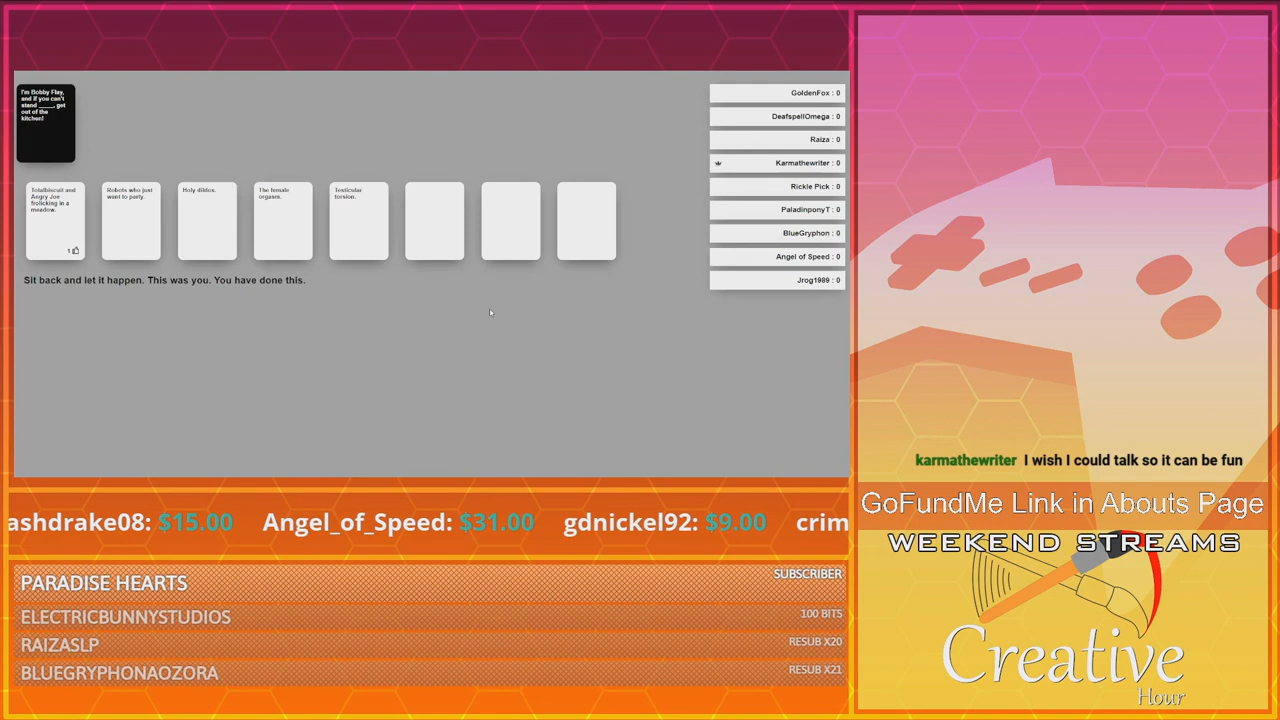 I'm Bobby Flay,
and if you can't
stand _____, get
out of the
kitchen!
GoldenFox : 0
DeafspellOmega : 0
Raiza : 0
Karmathewriter : 0
Rickle Pick : 0
PaladinponyT : 0
BlueGryphon : 0
Angel of Speed : 0
Jrog1989 : 0
Totalbiscuit and
Angry Joe
frolicking in a
meadow.
1
Robots who just
want to party.
Holy dildos.
The female
orgasm.
Testicular
torsion.
Sit back and let it happen. This was you. You have done this.
karmathewriter I wish I could talk so it can be fun
GoFundMe Link in Abouts Page
WEEKEND STREAMS
Creative
Hour
ashdrake08: $15.00 Angel_of_Speed: $31.00 gdnickel92: $9.00 crim
PARADISE HEARTS SUBSCRIBER
ELECTRICBUNNYSTUDIOS 100 BITS
RAIZASLP RESUB X20
BLUEGRYPHONAOZORA RESUB X21